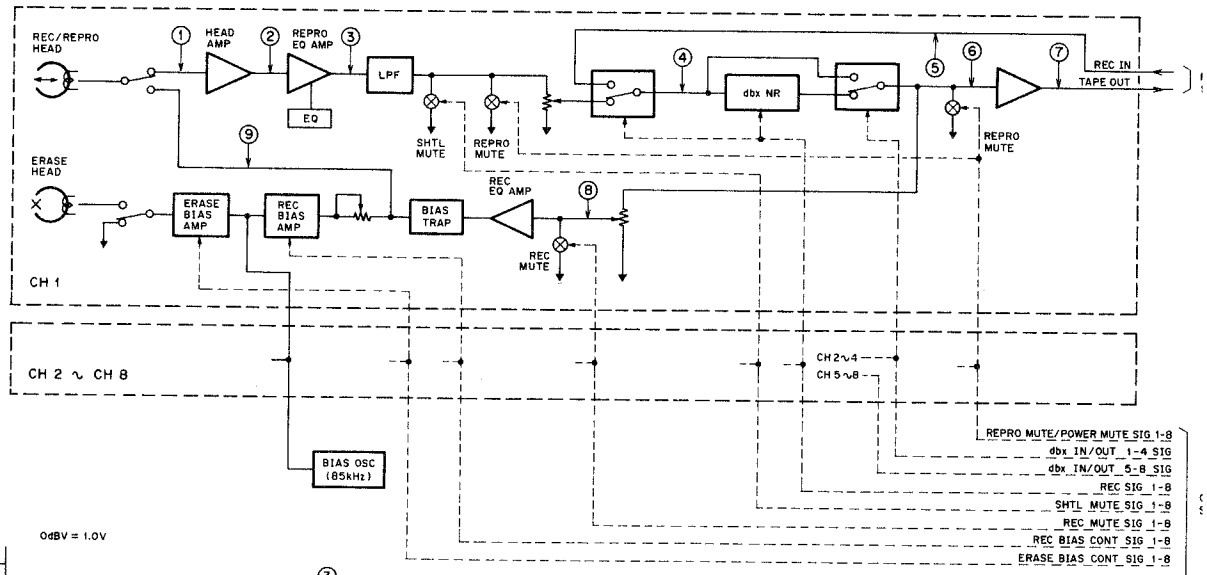 REC/REPRO
HEAD
①
HEAD
AMP
②
REPRO
EQ AMP
③
LPF
EQ
SHTL
MUTE
REPRO
MUTE
④
dbx NR
⑤
⑥
⑦
REC IN
TAPE OUT
REPRO
MUTE
⑨
ERASE
HEAD
ERASE
BIAS
AMP
REC
BIAS
AMP
BIAS
TRAP
REC
EQ AMP
⑧
REC
MUTE
CH 1
CH 2 ~ CH 8
CH 2~4
CH 5~8
BIAS OSC
(85kHz)
REPRO MUTE/POWER MUTE SIG 1-8
dbx IN/OUT 1-4 SIG
dbx IN/OUT 5-8 SIG
REC SIG 1-8
SHTL MUTE SIG 1-8
REC MUTE SIG 1-8
REC BIAS CONT SIG 1-8
ERASE BIAS CONT SIG 1-8
0dBV = 1.0V